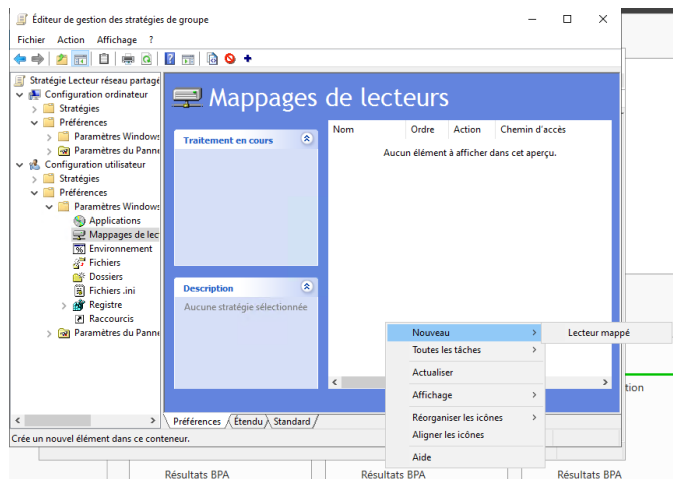 Éditeur de gestion des stratégies de groupe
Fichier Action Affichage ?
Stratégie Lecteur réseau partagé
Configuration ordinateur
Stratégies
Préférences
Paramètres Windows
Paramètres du Panne
Configuration utilisateur
Stratégies
Préférences
Paramètres Windows
Applications
Mappages de lec
Environnement
Fichiers
Dossiers
Fichiers .ini
Registre
Raccourcis
Paramètres du Panne
Mappages de lecteurs
Traitement en cours
Description
Aucune stratégie sélectionnée
Nom Ordre Action Chemin d'accès
Aucun élément à afficher dans cet aperçu.
Nouveau
Toutes les tâches
Actualiser
Affichage
Réorganiser les icônes
Aligner les icônes
Aide
Lecteur mappé
tion
Préférences Étendu Standard
Crée un nouvel élément dans ce conteneur.
Résultats BPA Résultats BPA Résultats BPA